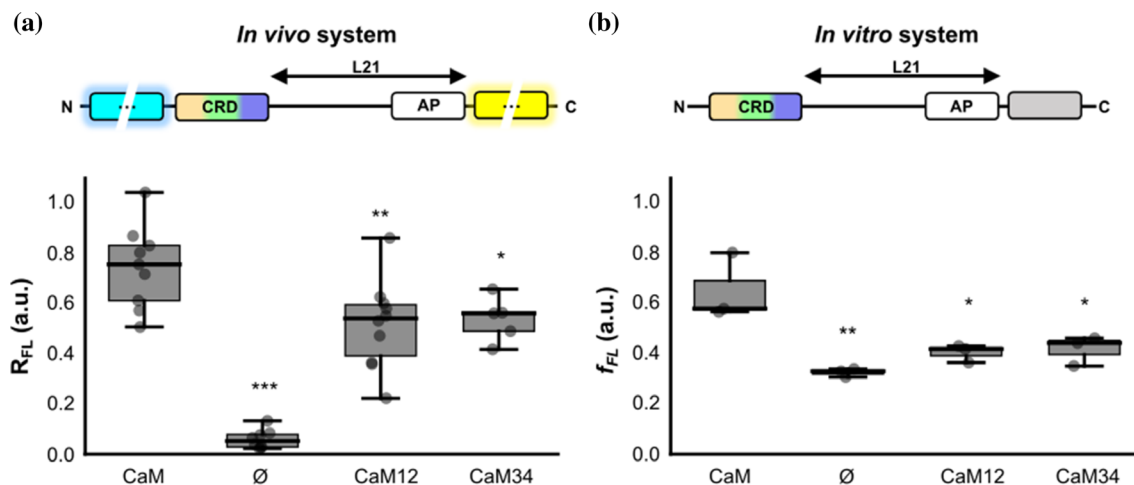 (a)
In vivo system
L21
N ... CRD AP ... C
R_FL (a.u.)
1.0
0.8
0.6
0.4
0.2
0.0
***
**
*
CaM Ø CaM12 CaM34
(b)
In vitro system
L21
N CRD AP C
f_FL (a.u.)
1.0
0.8
0.6
0.4
0.2
0.0
**
*
*
CaM Ø CaM12 CaM34